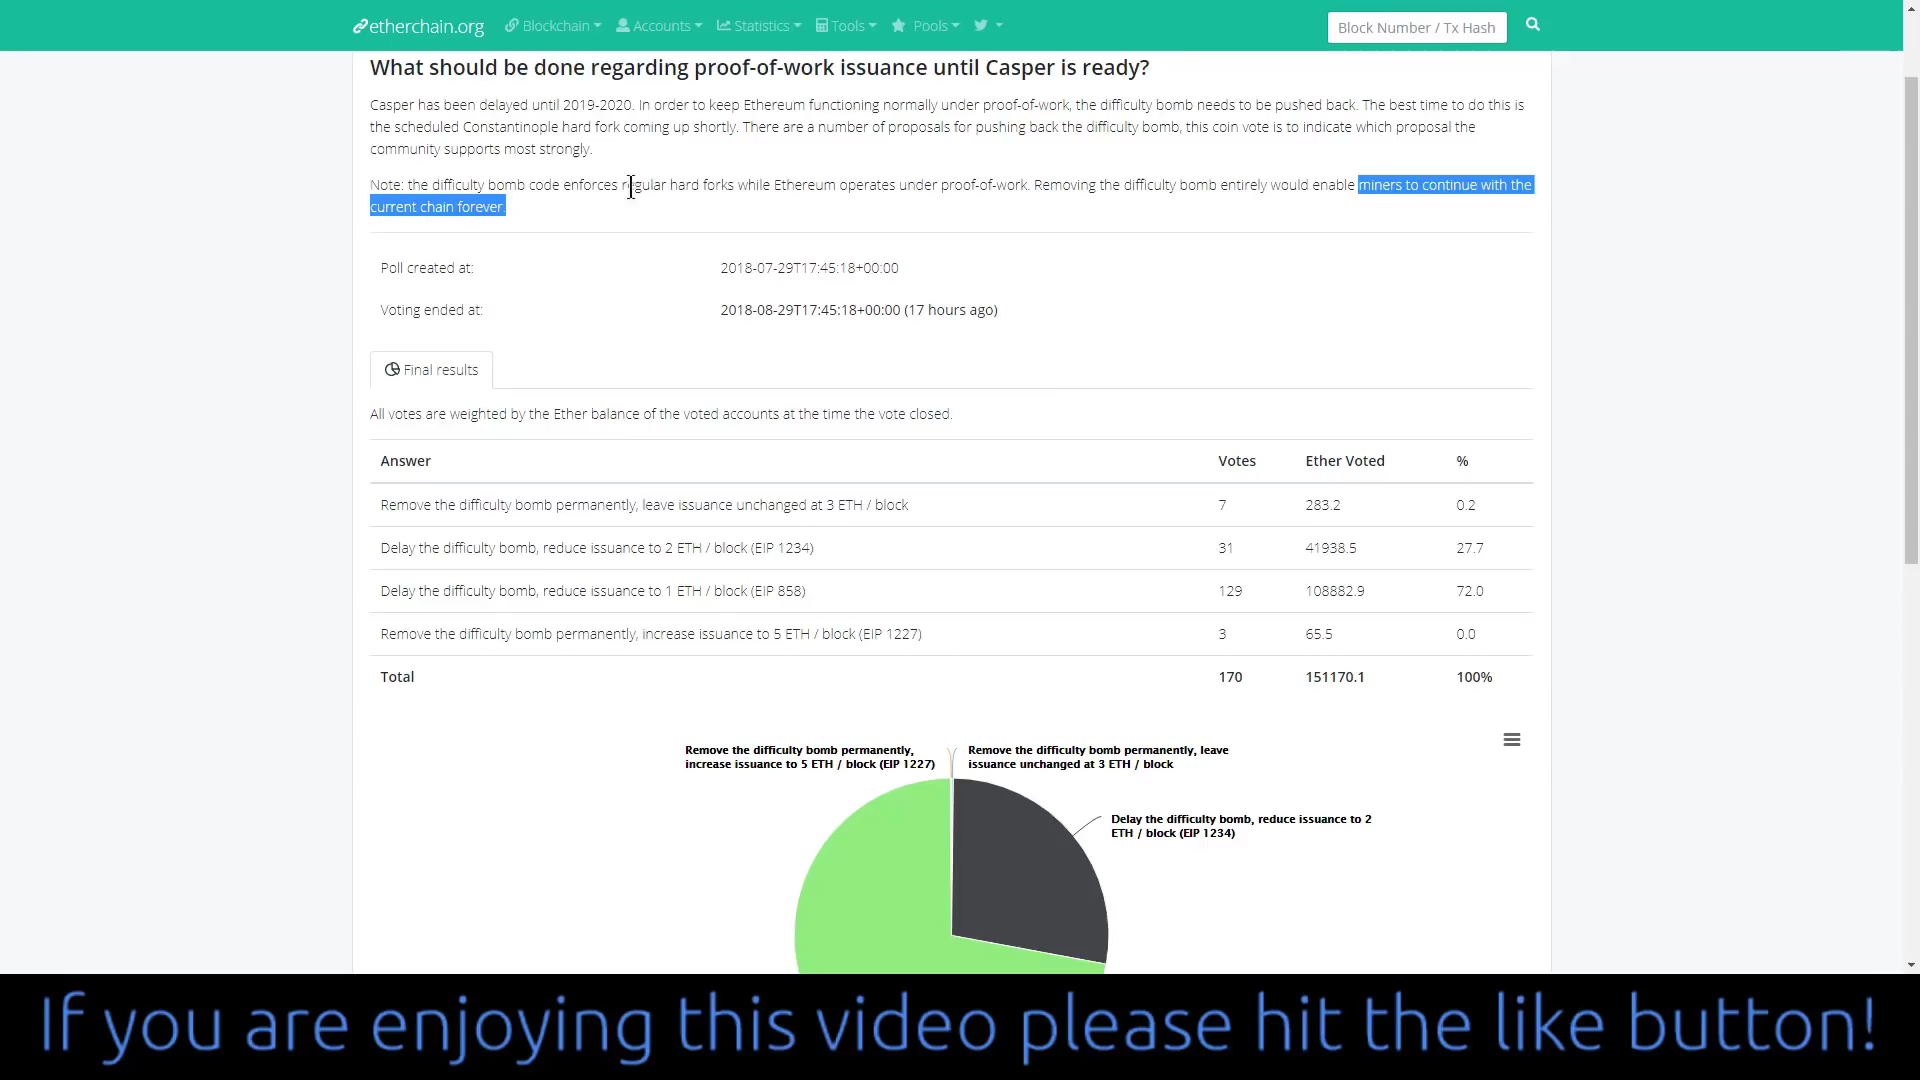 etherchain.org Blockchain Accounts Statistics Tools Pools Block Number / Tx Hash
What should be done regarding proof-of-work issuance until Casper is ready?
Casper has been delayed until 2019-2020. In order to keep Ethereum functioning normally under proof-of-work, the difficulty bomb needs to be pushed back. The best time to do this is
the scheduled Constantinople hard fork coming up shortly. There are a number of proposals for pushing back the difficulty bomb, this coin vote is to indicate which proposal the
community supports most strongly.
Note: the difficulty bomb code enforces regular hard forks while Ethereum operates under proof-of-work. Removing the difficulty bomb entirely would enable miners to continue with the
current chain forever.
Poll created at: 2018-07-29T17:45:18+00:00
Voting ended at: 2018-08-29T17:45:18+00:00 (17 hours ago)
Final results
All votes are weighted by the Ether balance of the voted accounts at the time the vote closed.
Answer Votes Ether Voted %
Remove the difficulty bomb permanently, leave issuance unchanged at 3 ETH / block 7 283.2 0.2
Delay the difficulty bomb, reduce issuance to 2 ETH / block (EIP 1234) 31 41938.5 27.7
Delay the difficulty bomb, reduce issuance to 1 ETH / block (EIP 858) 129 108882.9 72.0
Remove the difficulty bomb permanently, increase issuance to 5 ETH / block (EIP 1227) 3 65.5 0.0
Total 170 151170.1 100%
Remove the difficulty bomb permanently,
increase issuance to 5 ETH / block (EIP 1227)
Remove the difficulty bomb permanently, leave
issuance unchanged at 3 ETH / block
Delay the difficulty bomb, reduce issuance to 2
ETH / block (EIP 1234)
If you are enjoying this video please hit the like button!